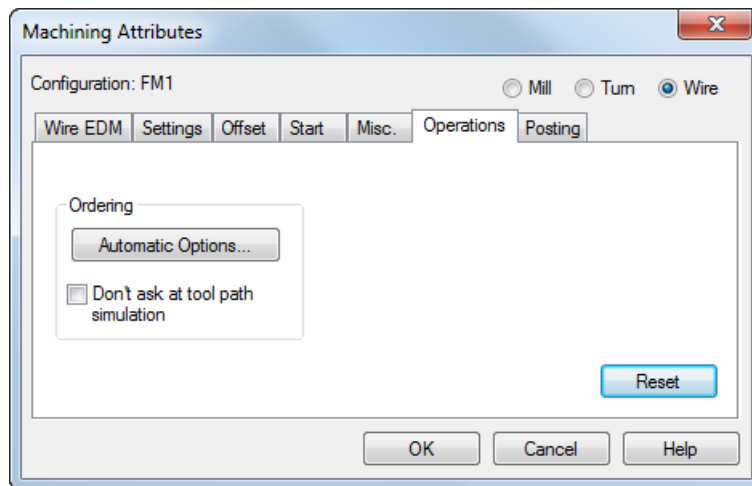 Machining Attributes
Configuration: FM1
Mill Turn Wire
Wire EDM Settings Offset Start Misc. Operations Posting
Ordering
Automatic Options...
Don't ask at tool path
simulation
Reset
OK Cancel Help